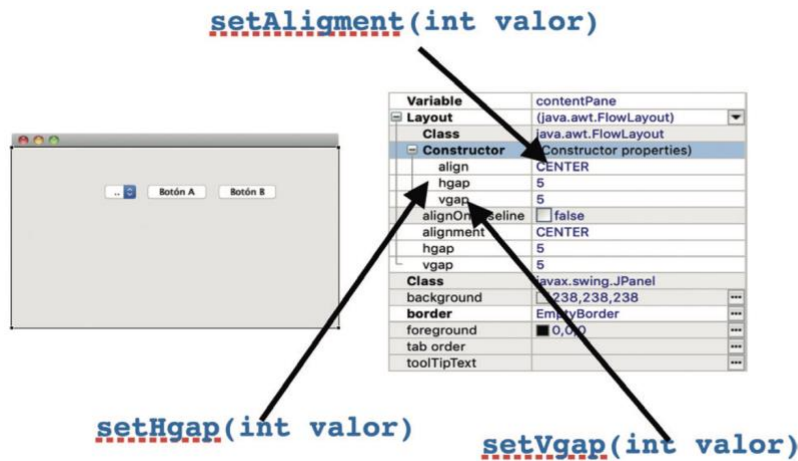 setAligment(int valor)
Variable contentPane
Layout (java.awt.FlowLayout)
Class java.awt.FlowLayout
Constructor (Constructor properties)
align CENTER
hgap 5
vgap 5
alignOn seline false
alignment CENTER
hgap 5
vgap 5
Class javax.swing.JPanel
background 238,238,238
border EmptyBorder
foreground 0,0,0
tab order
toolTipText
.. Botón A Botón B
setHgap(int valor)
setVgap(int valor)